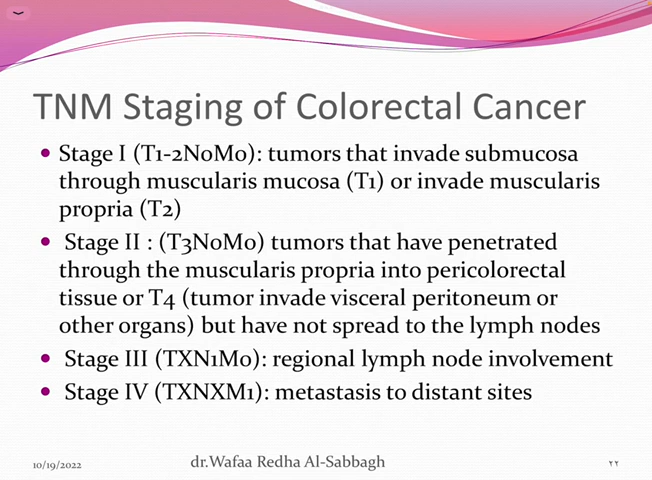 TNM Staging of Colorectal Cancer
• Stage I (T1-2N0M0): tumors that invade submucosa
through muscularis mucosa (T1) or invade muscularis
propria (T2)
• Stage II : (T3N0M0) tumors that have penetrated
through the muscularis propria into pericolorectal
tissue or T4 (tumor invade visceral peritoneum or
other organs) but have not spread to the lymph nodes
• Stage III (TXN1M0): regional lymph node involvement
• Stage IV (TXNXM1): metastasis to distant sites
10/19/2022
dr.Wafaa Redha Al-Sabbagh
٢٢